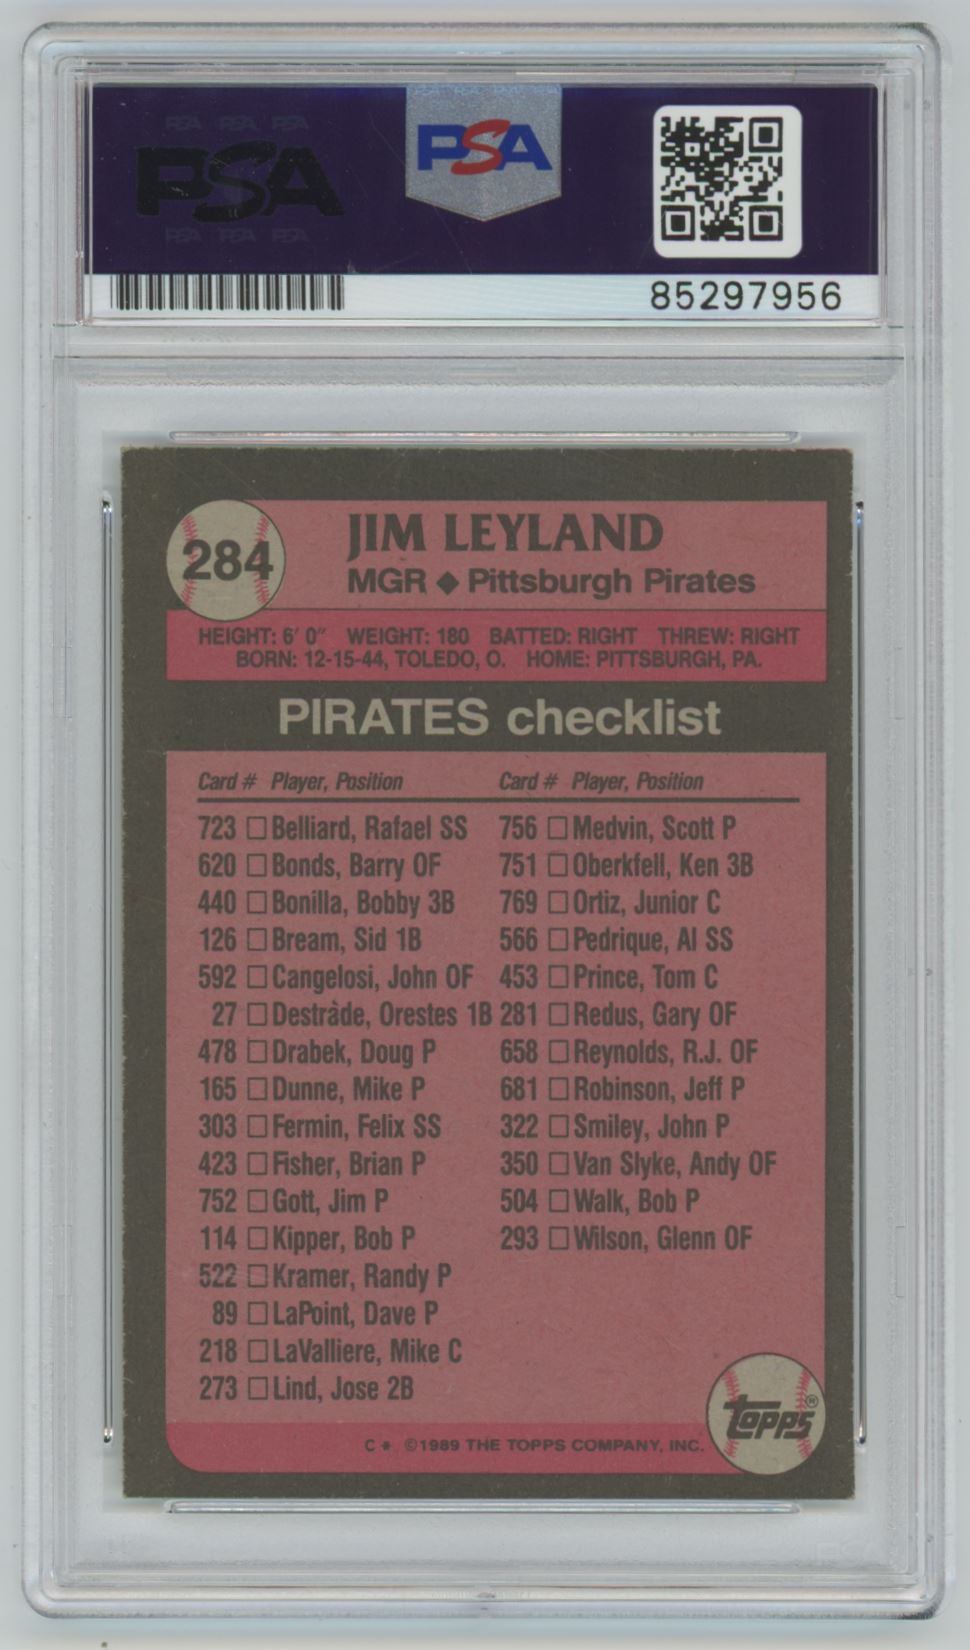 PSA PSA PSA
PSA
PSA PSA PSA
PSA
85297956
284
JIM LEYLAND
MGR ◆ Pittsburgh Pirates
HEIGHT: 6' 0" WEIGHT: 180 BATTED: RIGHT THREW: RIGHT
BORN: 12-15-44, TOLEDO, O. HOME: PITTSBURGH, PA.
PIRATES checklist
Card # Player, Position Card # Player, Position
723 □ Belliard, Rafael SS 756 □ Medvin, Scott P
620 □ Bonds, Barry OF 751 □ Oberkfell, Ken 3B
440 □ Bonilla, Bobby 3B 769 □ Ortiz, Junior C
126 □ Bream, Sid 1B 566 □ Pedrique, Al SS
592 □ Cangelosi, John OF 453 □ Prince, Tom C
27 □ Destràde, Orestes 1B 281 □ Redus, Gary OF
478 □ Drabek, Doug P 658 □ Reynolds, R.J. OF
165 □ Dunne, Mike P 681 □ Robinson, Jeff P
303 □ Fermin, Felix SS 322 □ Smiley, John P
423 □ Fisher, Brian P 350 □ Van Slyke, Andy OF
752 □ Gott, Jim P 504 □ Walk, Bob P
114 □ Kipper, Bob P 293 □ Wilson, Glenn OF
522 □ Kramer, Randy P
89 □ LaPoint, Dave P
218 □ LaValliere, Mike C
273 □ Lind, Jose 2B
topps®
C * ©1989 THE TOPPS COMPANY, INC.